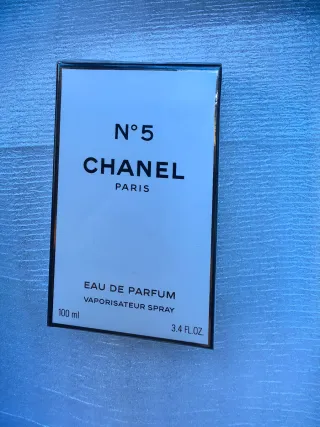 N°5
CHANEL
PARIS
EAU DE PARFUM
VAPORISATEUR SPRAY
100 ml
3.4 FL.OZ.